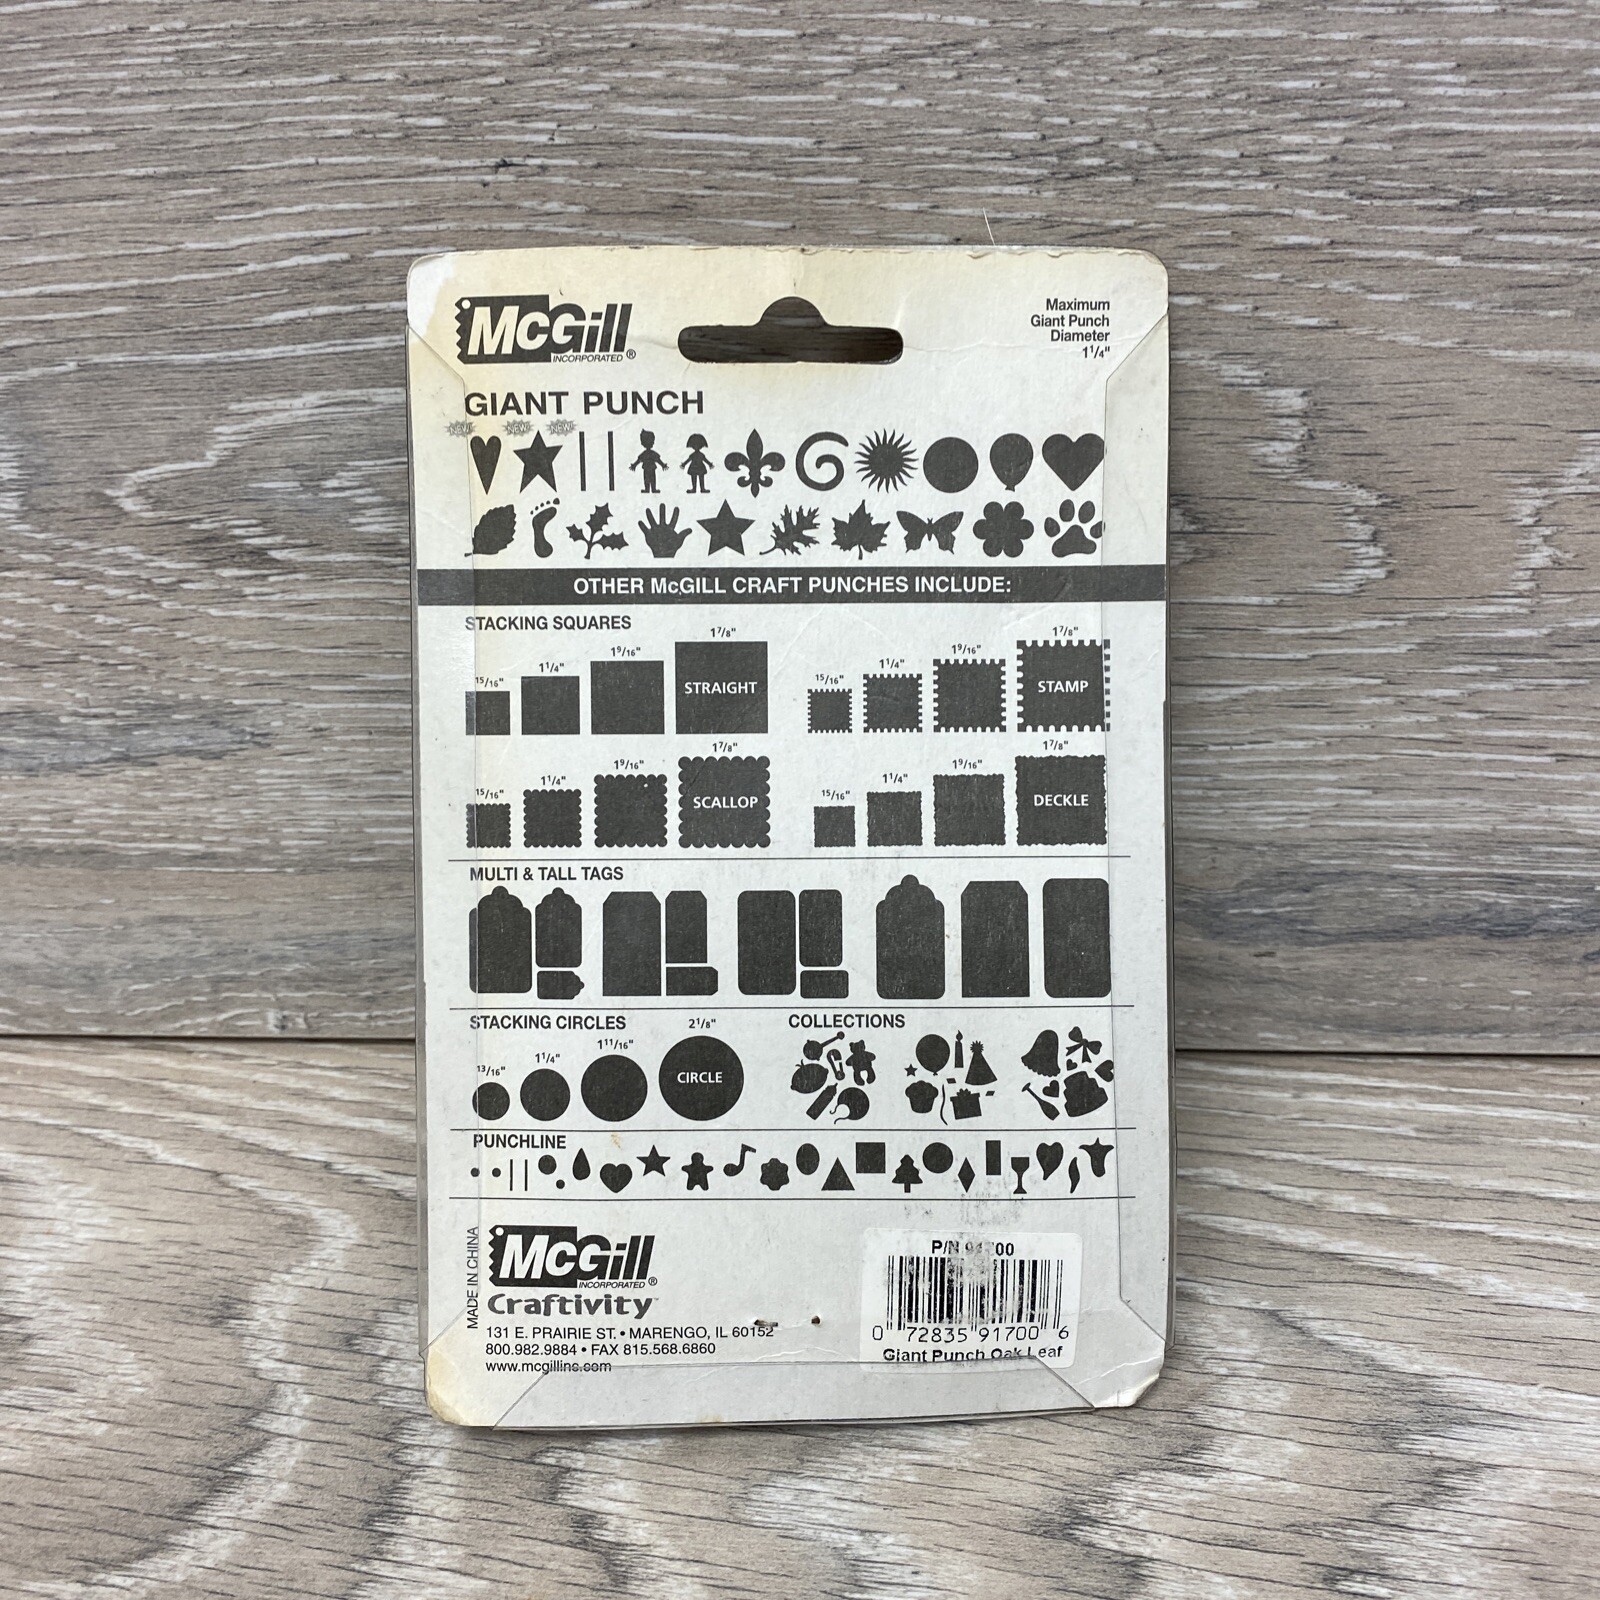 McGill
INCORPORATED®
Maximum
Giant Punch
Diameter
1 1/4"
GIANT PUNCH
NEW! NEW! NEW!
OTHER McGILL CRAFT PUNCHES INCLUDE:
STACKING SQUARES
15/16" 1 1/4" 1 9/16" 1 7/8"
STRAIGHT
15/16" 1 1/4" 1 9/16" 1 7/8"
STAMP
15/16" 1 1/4" 1 9/16" 1 7/8"
SCALLOP
15/16" 1 1/4" 1 9/16" 1 7/8"
DECKLE
MULTI & TALL TAGS
STACKING CIRCLES
13/16" 1 1/4" 1 11/16" 2 1/8"
CIRCLE
COLLECTIONS
PUNCHLINE
MADE IN CHINA
McGill
INCORPORATED®
Craftivity™
131 E. PRAIRIE ST. • MARENGO, IL 60152
800.982.9884 • FAX 815.568.6860
www.mcgillinc.com
P/N
0 72835 91700 6
Giant Punch Oak Leaf